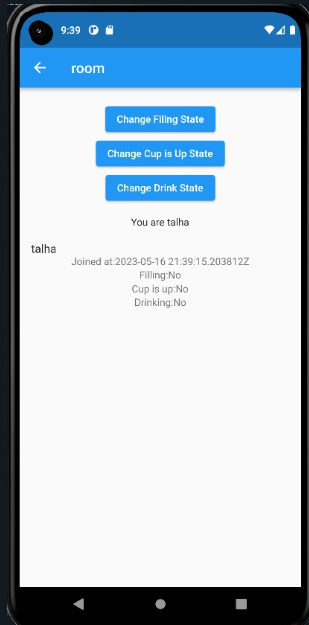 9:39
room
Change Filing State
Change Cup is Up State
Change Drink State
You are talha
talha
Joined at:2023-05-16 21:39:15.203812Z
Filling:No
Cup is up:No
Drinking:No